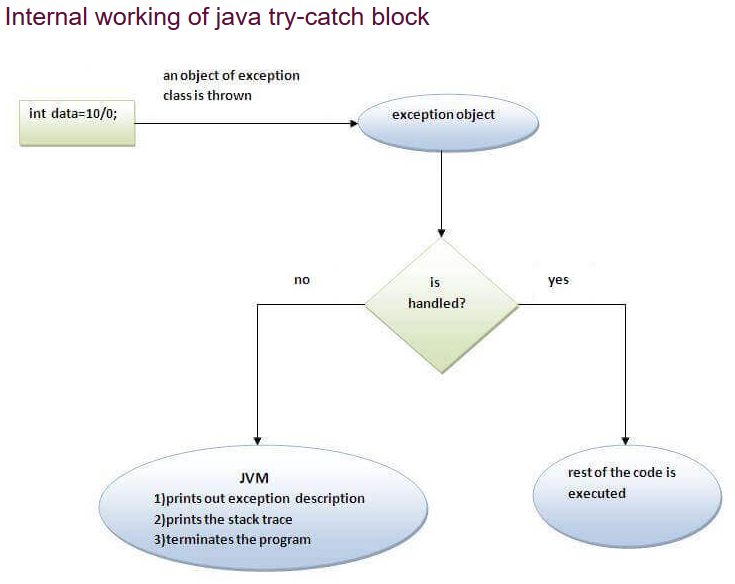 Internal working of java try-catch block
an object of exception
class is thrown
int data=10/0;
exception object
is
handled?
no
yes
JVM
1)prints out exception description
2)prints the stack trace
3)terminates the program
rest of the code is
executed